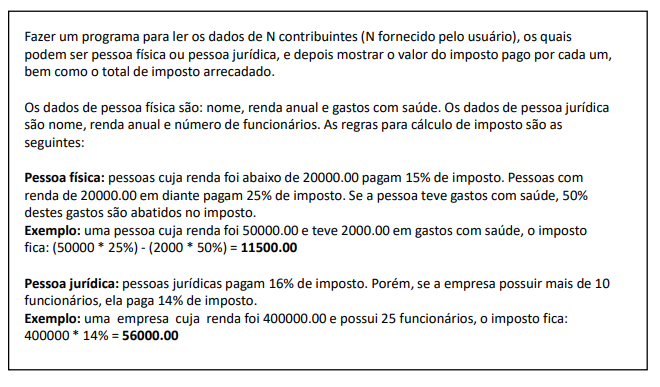 Fazer um programa para ler os dados de N contribuintes (N fornecido pelo usuário), os quais
podem ser pessoa física ou pessoa jurídica, e depois mostrar o valor do imposto pago por cada um,
bem como o total de imposto arrecadado.
Os dados de pessoa física são: nome, renda anual e gastos com saúde. Os dados de pessoa jurídica
são nome, renda anual e número de funcionários. As regras para cálculo de imposto são as
seguintes:
Pessoa física: pessoas cuja renda foi abaixo de 20000.00 pagam 15% de imposto. Pessoas com
renda de 20000.00 em diante pagam 25% de imposto. Se a pessoa teve gastos com saúde, 50%
destes gastos são abatidos no imposto.
Exemplo: uma pessoa cuja renda foi 50000.00 e teve 2000.00 em gastos com saúde, o imposto
fica: (50000 * 25%) - (2000 * 50%) = 11500.00
Pessoa jurídica: pessoas jurídicas pagam 16% de imposto. Porém, se a empresa possuir mais de 10
funcionários, ela paga 14% de imposto.
Exemplo: uma empresa cuja renda foi 400000.00 e possui 25 funcionários, o imposto fica:
400000 * 14% = 56000.00